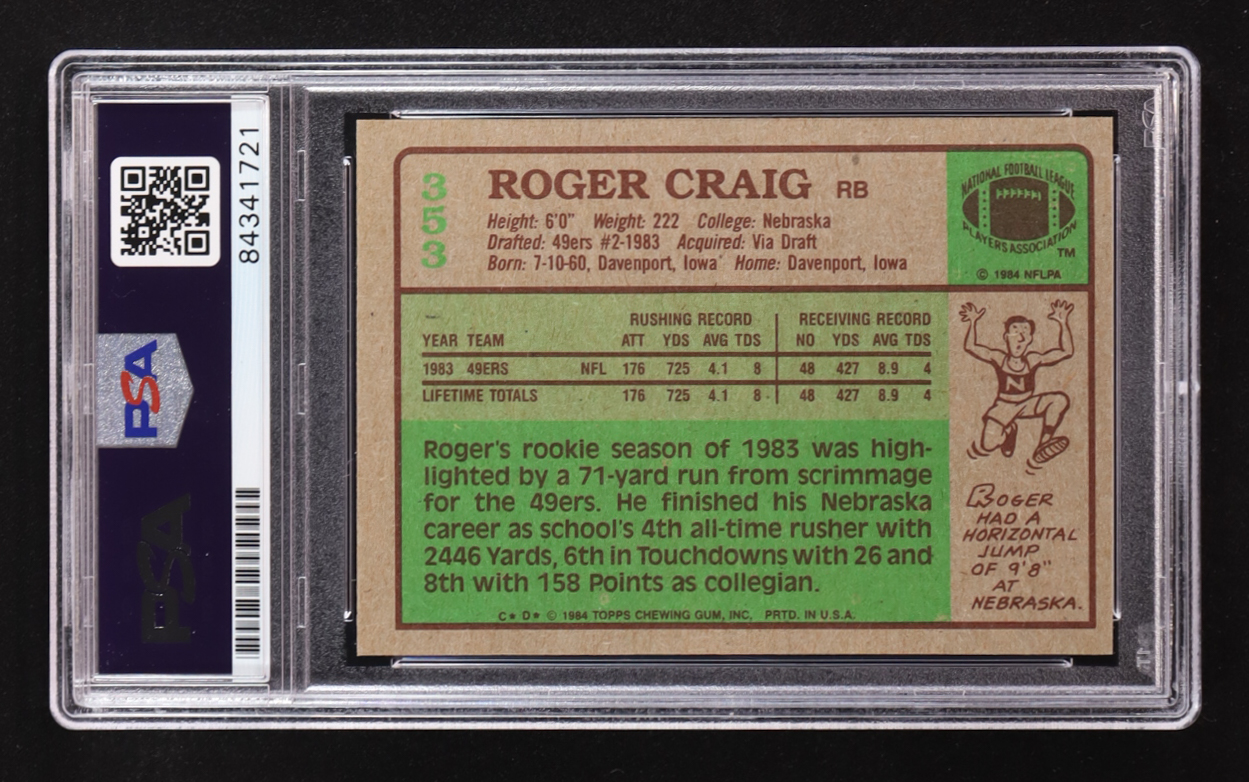 84341721
PSA
PSA
353
ROGER CRAIG RB
Height: 6'0" Weight: 222 College: Nebraska
Drafted: 49ers #2-1983 Acquired: Via Draft
Born: 7-10-60, Davenport, Iowa Home: Davenport, Iowa
NATIONAL FOOTBALL LEAGUE
PLAYERS ASSOCIATION
TM
© 1984 NFLPA
RUSHING RECORD RECEIVING RECORD
YEAR TEAM ATT YDS AVG TDS NO YDS AVG TDS
1983 49ERS NFL 176 725 4.1 8 48 427 8.9 4
LIFETIME TOTALS 176 725 4.1 8 48 427 8.9 4
Roger's rookie season of 1983 was high-
lighted by a 71-yard run from scrimmage
for the 49ers. He finished his Nebraska
career as school's 4th all-time rusher with
2446 Yards, 6th in Touchdowns with 26 and
8th with 158 Points as collegian.
C★ D★ © 1984 TOPPS CHEWING GUM, INC. PRTD. IN U.S.A.
N
ROGER
HAD A
HORIZONTAL
JUMP
OF 9'8"
AT
NEBRASKA.